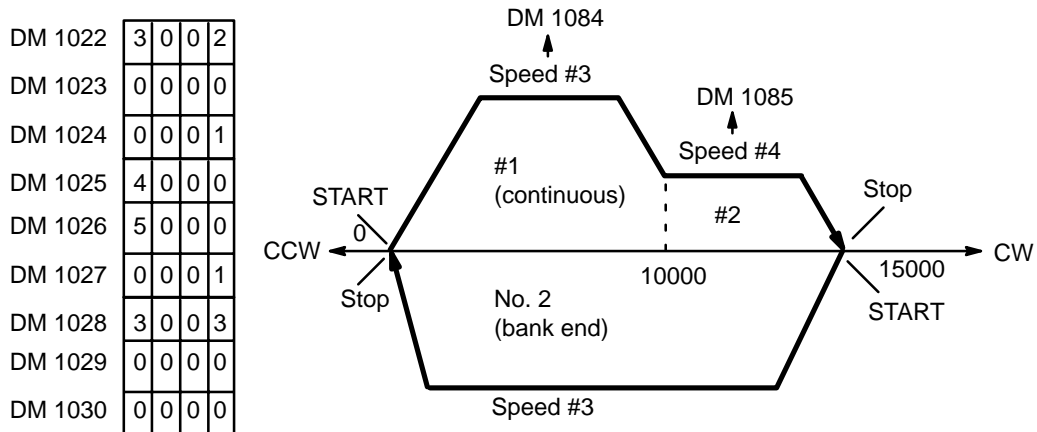 DM 1022 3 0 0 2
DM 1023 0 0 0 0
DM 1024 0 0 0 1
DM 1025 4 0 0 0
DM 1026 5 0 0 0
DM 1027 0 0 0 1
DM 1028 3 0 0 3
DM 1029 0 0 0 0
DM 1030 0 0 0 0
DM 1084
Speed #3
DM 1085
Speed #4
#1
(continuous)
#2
START
0
Stop
CCW
CW
Stop
10000
15000
START
No. 2
(bank end)
Speed #3